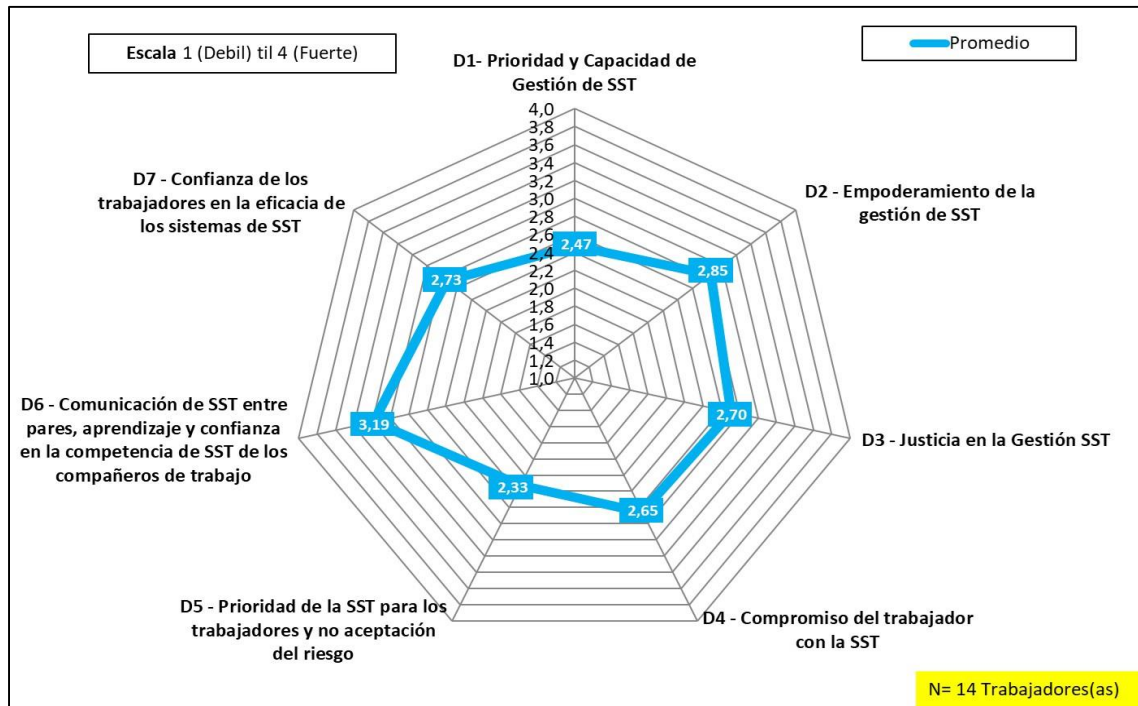 Escala 1 (Debil) til 4 (Fuerte)
Promedio
D1- Prioridad y Capacidad de
Gestión de SST
4,0
3,8
3,6
3,4
3,2
3,0
2,8
2,6
2,4
2,2
2,0
1,8
1,6
1,4
1,2
1,0
2,47
D2 - Empoderamiento de la
gestión de SST
2,85
D3 - Justicia en la Gestión SST
2,70
D4 - Compromiso del trabajador
con la SST
2,65
D5 - Prioridad de la SST para los
trabajadores y no aceptación
del riesgo
2,33
D6 - Comunicación de SST entre
pares, aprendizaje y confianza
en la competencia de SST de los
compañeros de trabajo
3,19
D7 - Confianza de los
trabajadores en la eficacia de
los sistemas de SST
2,73
N= 14 Trabajadores(as)